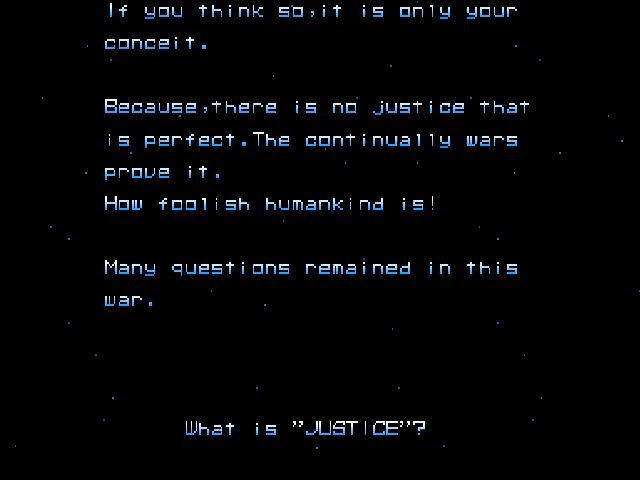 If you think so,it is only your
conceit.
Because,there is no justice that
is perfect.The continually wars
prove it.
How foolish humankind is!
Many questions remained in this
war.
What is "JUSTICE"?